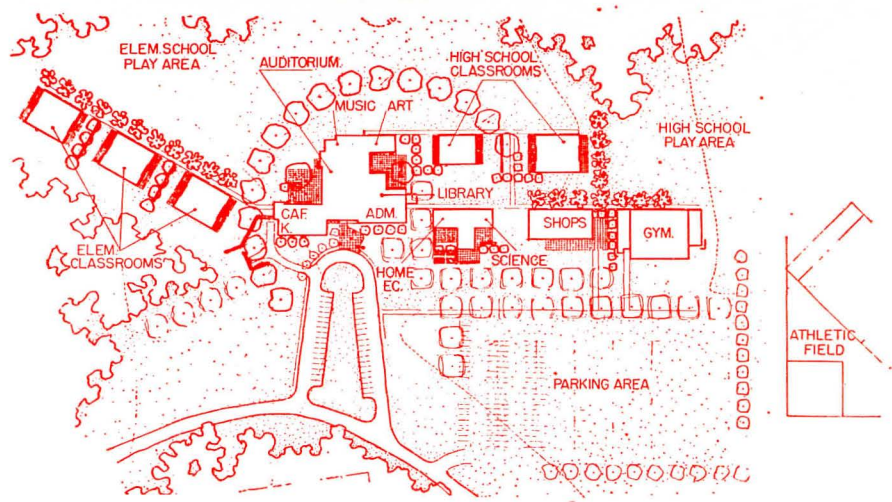 ELEM. SCHOOL
PLAY AREA
AUDITORIUM
HIGH SCHOOL
CLASSROOMS
MUSIC
ART
HIGH SCHOOL
PLAY AREA
LIBRARY
CAF.
K.
ADM.
SHOPS
GYM.
ELEM.
CLASSROOMS
HOME
EC.
SCIENCE
ATHLETIC
FIELD
PARKING AREA